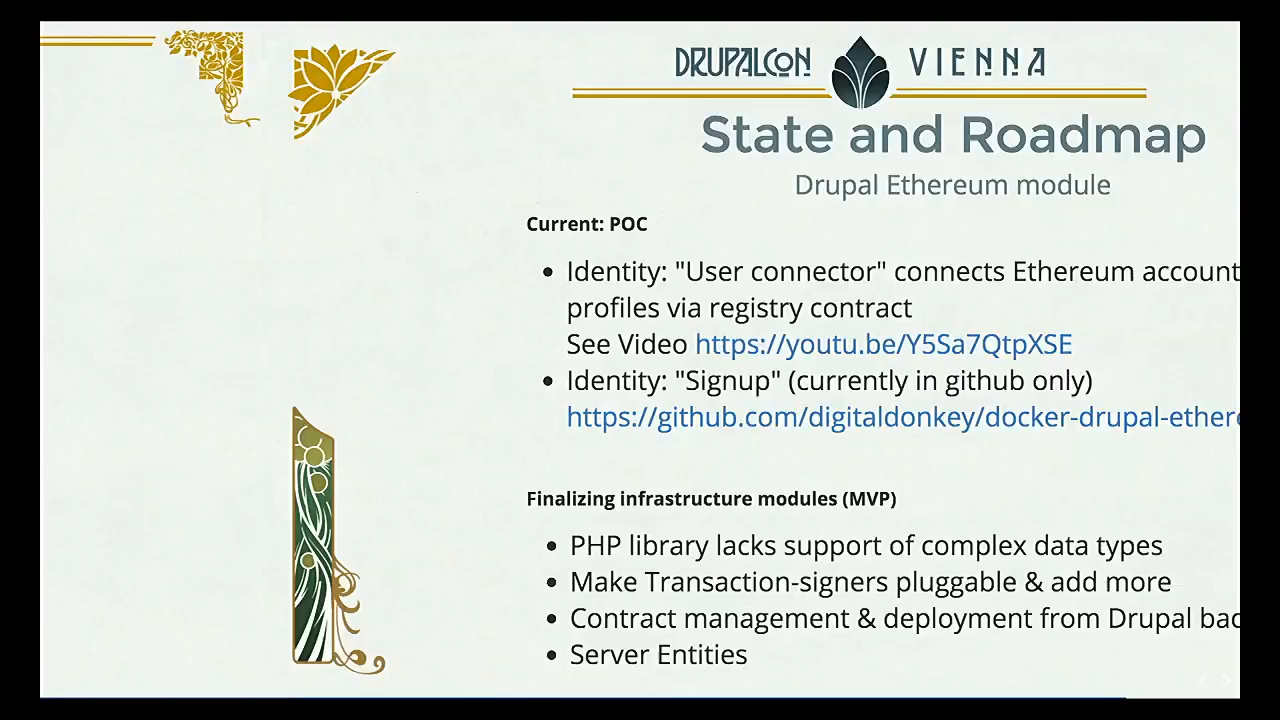 DRUPALCON VIENNA
State and Roadmap
Drupal Ethereum module
Current: POC
Identity: "User connector" connects Ethereum account
profiles via registry contract
See Video https://youtu.be/Y5Sa7QtpXSE
Identity: "Signup" (currently in github only)
https://github.com/digitaldonkey/docker-drupal-ethere
Finalizing infrastructure modules (MVP)
PHP library lacks support of complex data types
Make Transaction-signers pluggable & add more
Contract management & deployment from Drupal bac
Server Entities